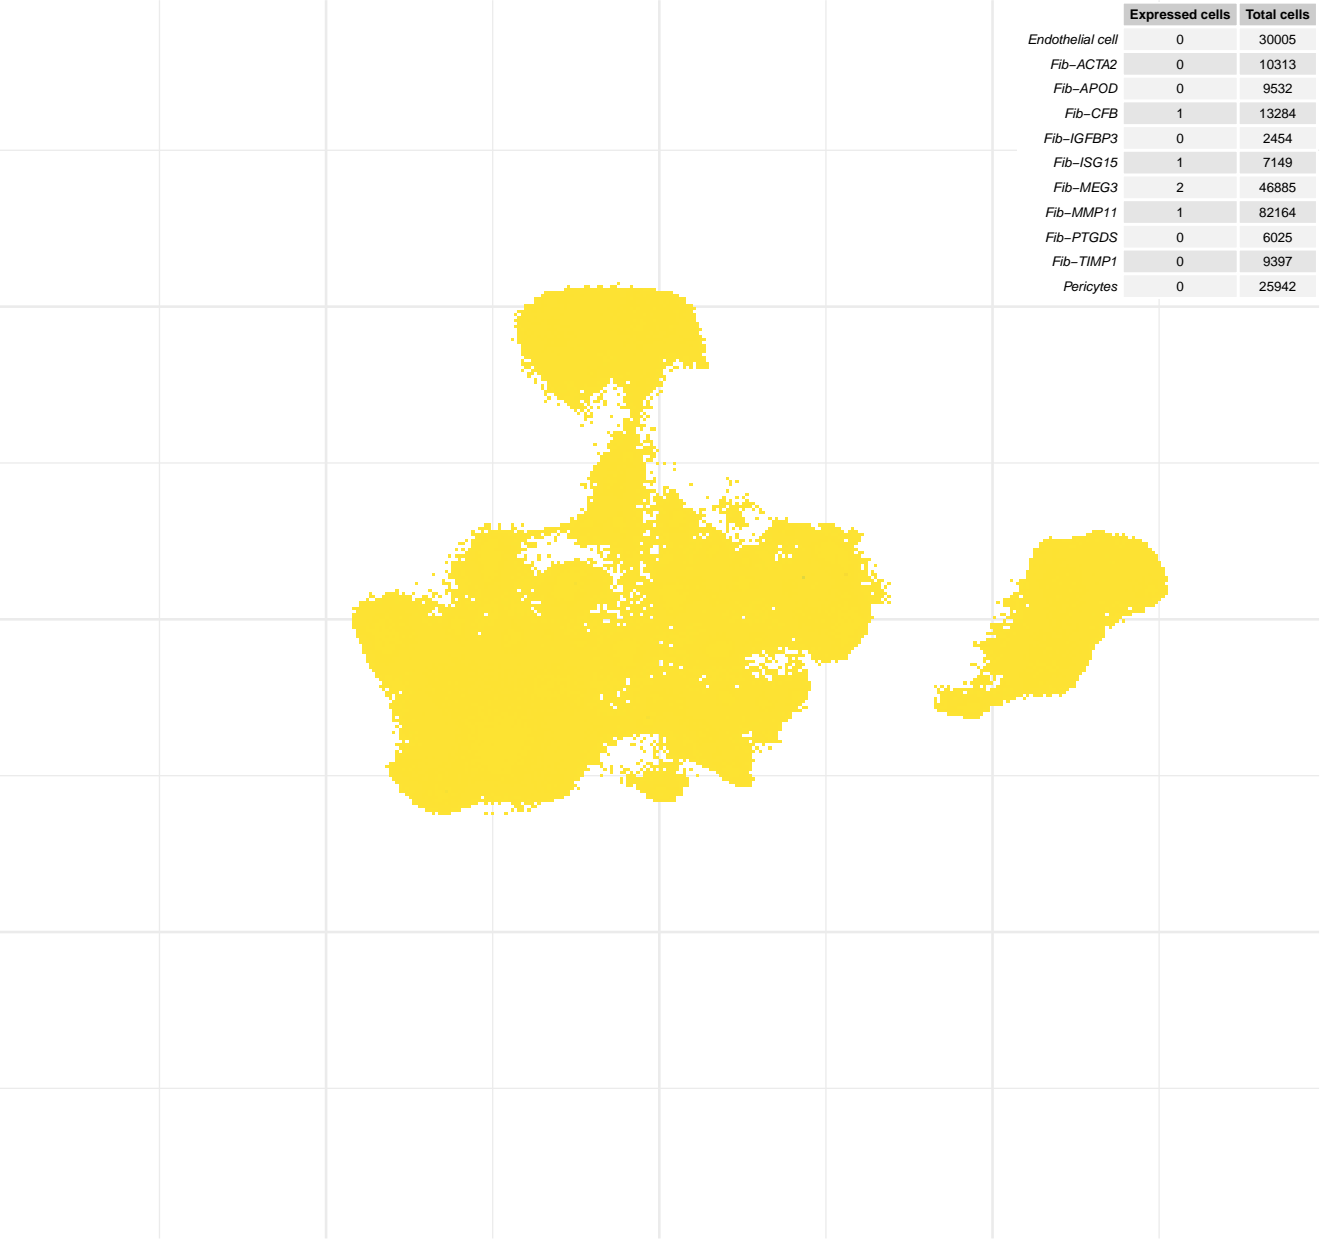 Expressed cells Total cells
Endothelial cell 0 30005
Fib−ACTA2 0 10313
Fib−APOD 0 9532
Fib−CFB 1 13284
Fib−IGFBP3 0 2454
Fib−ISG15 1 7149
Fib−MEG3 2 46885
Fib−MMP11 1 82164
Fib−PTGDS 0 6025
Fib−TIMP1 0 9397
Pericytes 0 25942